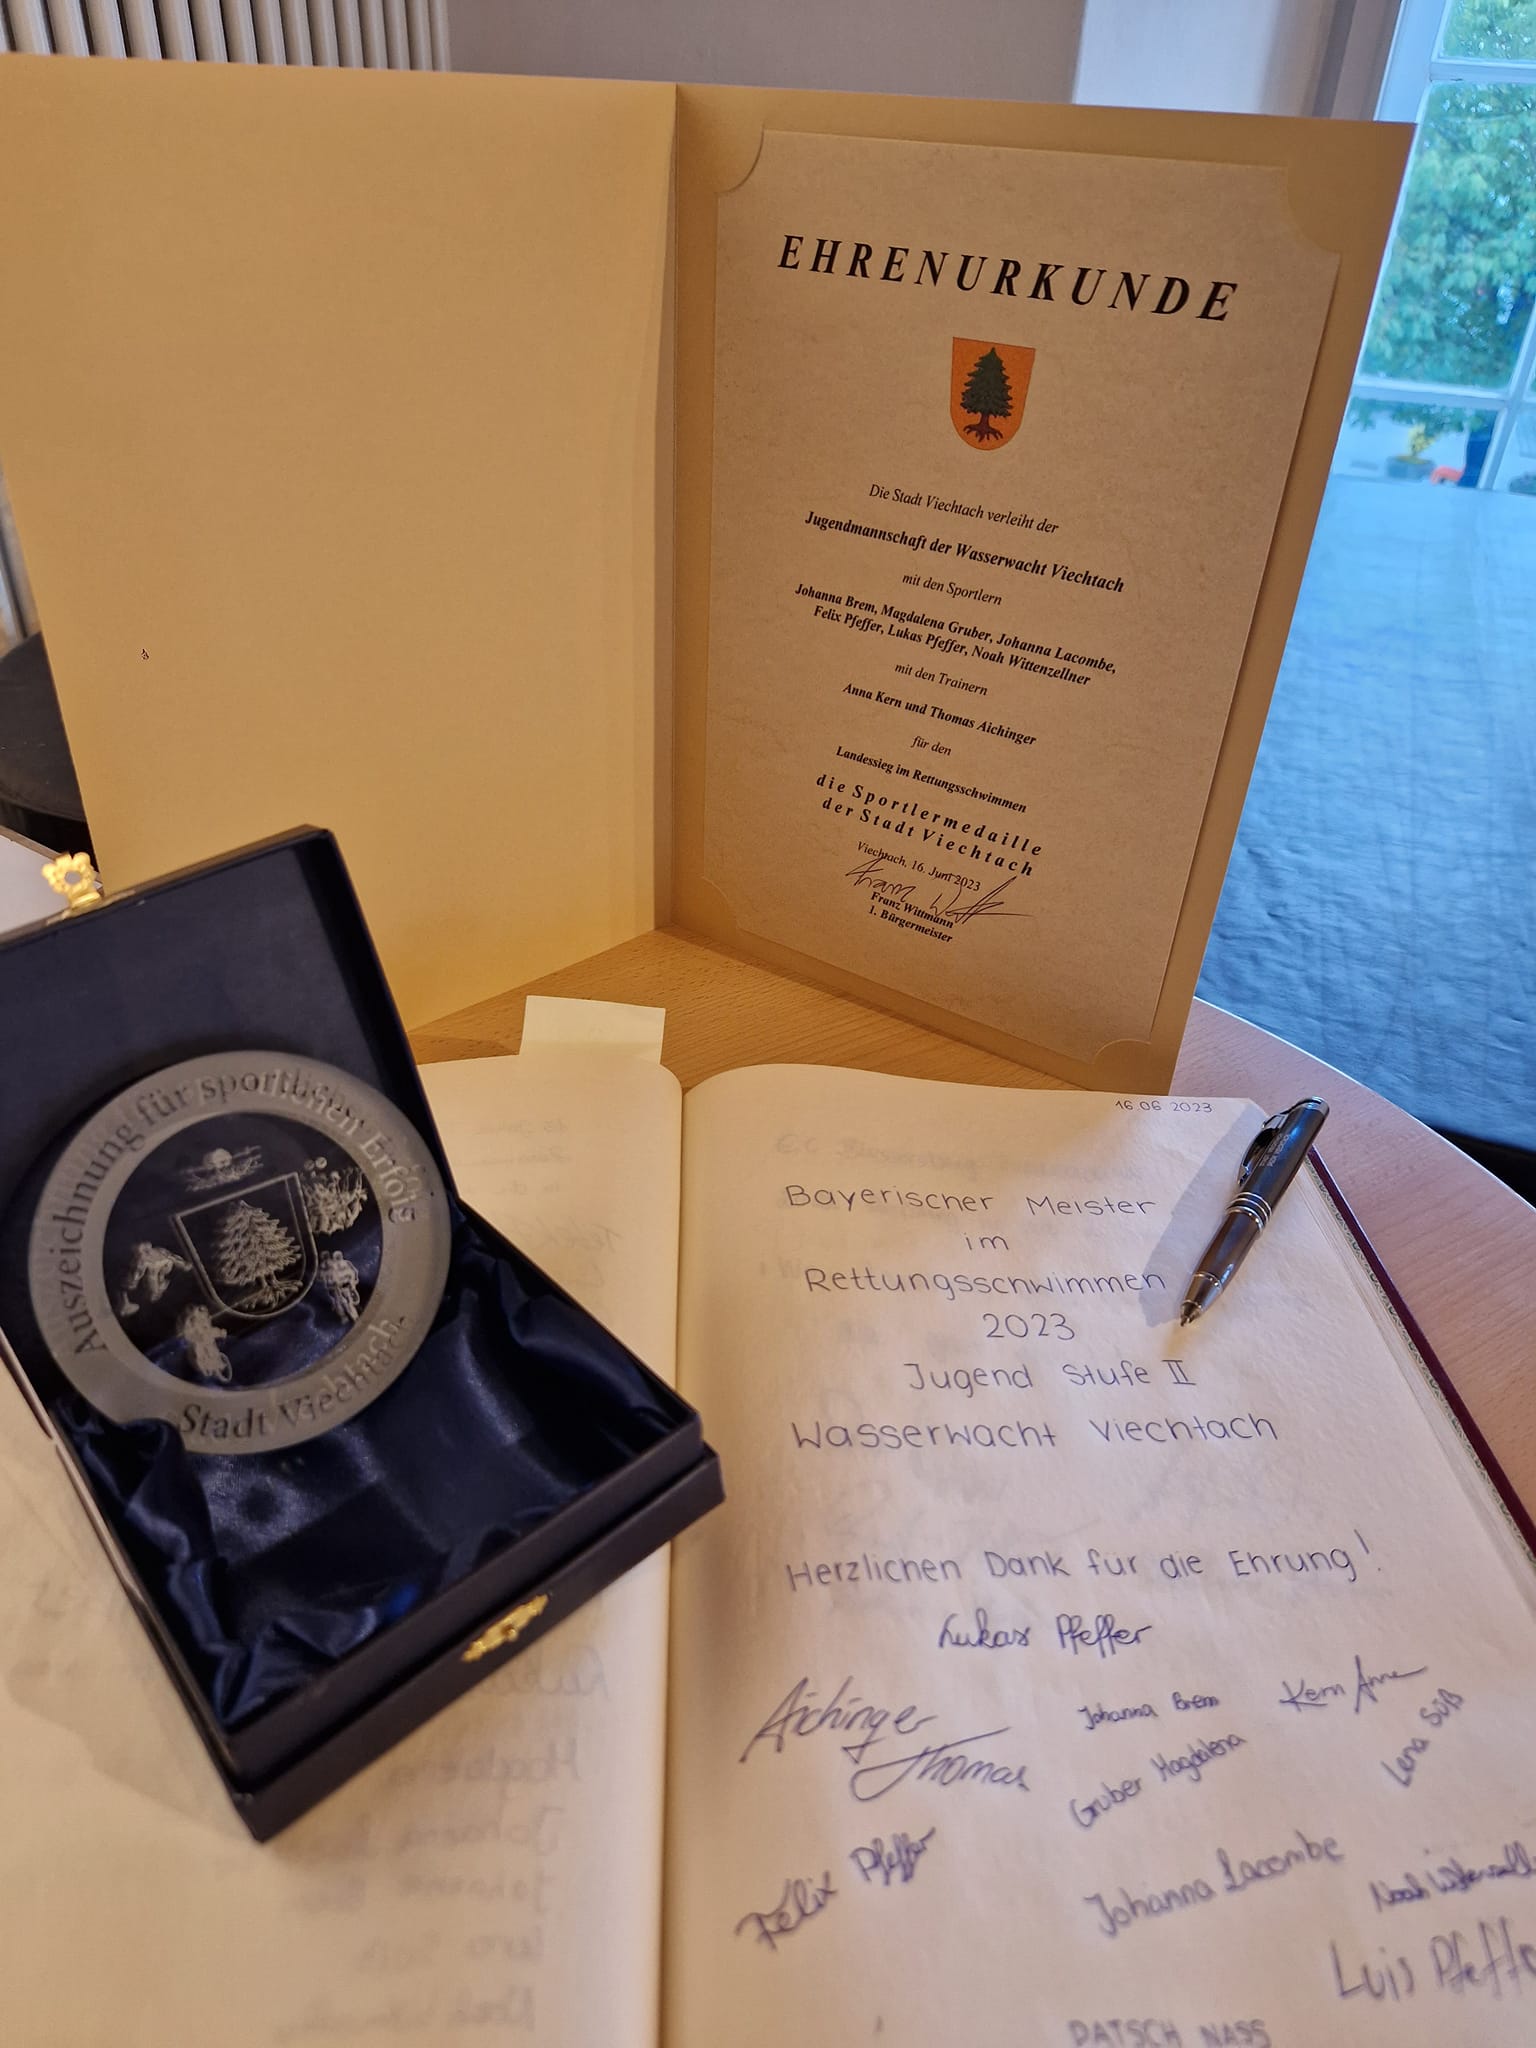 EHRENURKUNDE
Die Stadt Viechtach verleiht der
Jugendmannschaft der Wasserwacht Viechtach
mit den Sportlern
Johanna Brem, Magdalena Gruber, Johanna Lacombe,
Felix Pfeffer, Lukas Pfeffer, Noah Wittenzellner
mit den Trainern
Anna Kern und Thomas Aichinger
für den
Landessieg im Rettungsschwimmen
die Sportlermedaille
der Stadt Viechtach
Viechtach, 16. Juni 2023
Franz Wittmann
1. Bürgermeister
Auszeichnung für sportlichen Erfolg
Stadt Viechtach
16.06.2023
Bayerischer Meister
im
Rettungsschwimmen
2023
Jugend Stufe II
Wasserwacht Viechtach
Herzlichen Dank für die Ehrung!
Lukas Pfeffer
Aichinger
Thomas
Johanna Brem
Kern Anna
Gruber Magdalena
Lena Süß
Felix Pfeffer
Johanna Lacombe
Noah
Luis
PATSCH NASS